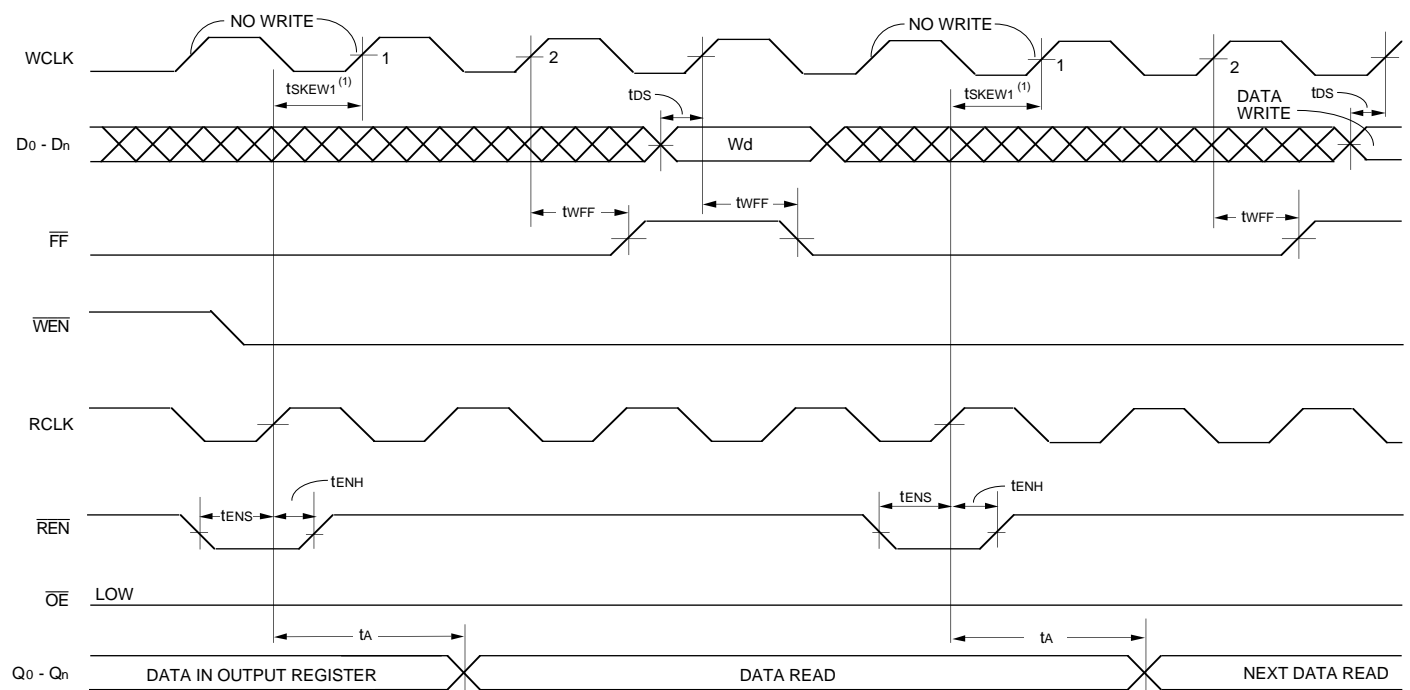 NO WRITE NO WRITE
WCLK 1 2 1 2
tSKEW1(1) tDS tSKEW1(1) tDS
DATA WRITE
D0 - Dn Wd
tWFF tWFF tWFF
FF
WEN
RCLK
tENS tENH tENS tENH
REN
OE LOW
tA tA
Q0 - Qn DATA IN OUTPUT REGISTER DATA READ NEXT DATA READ